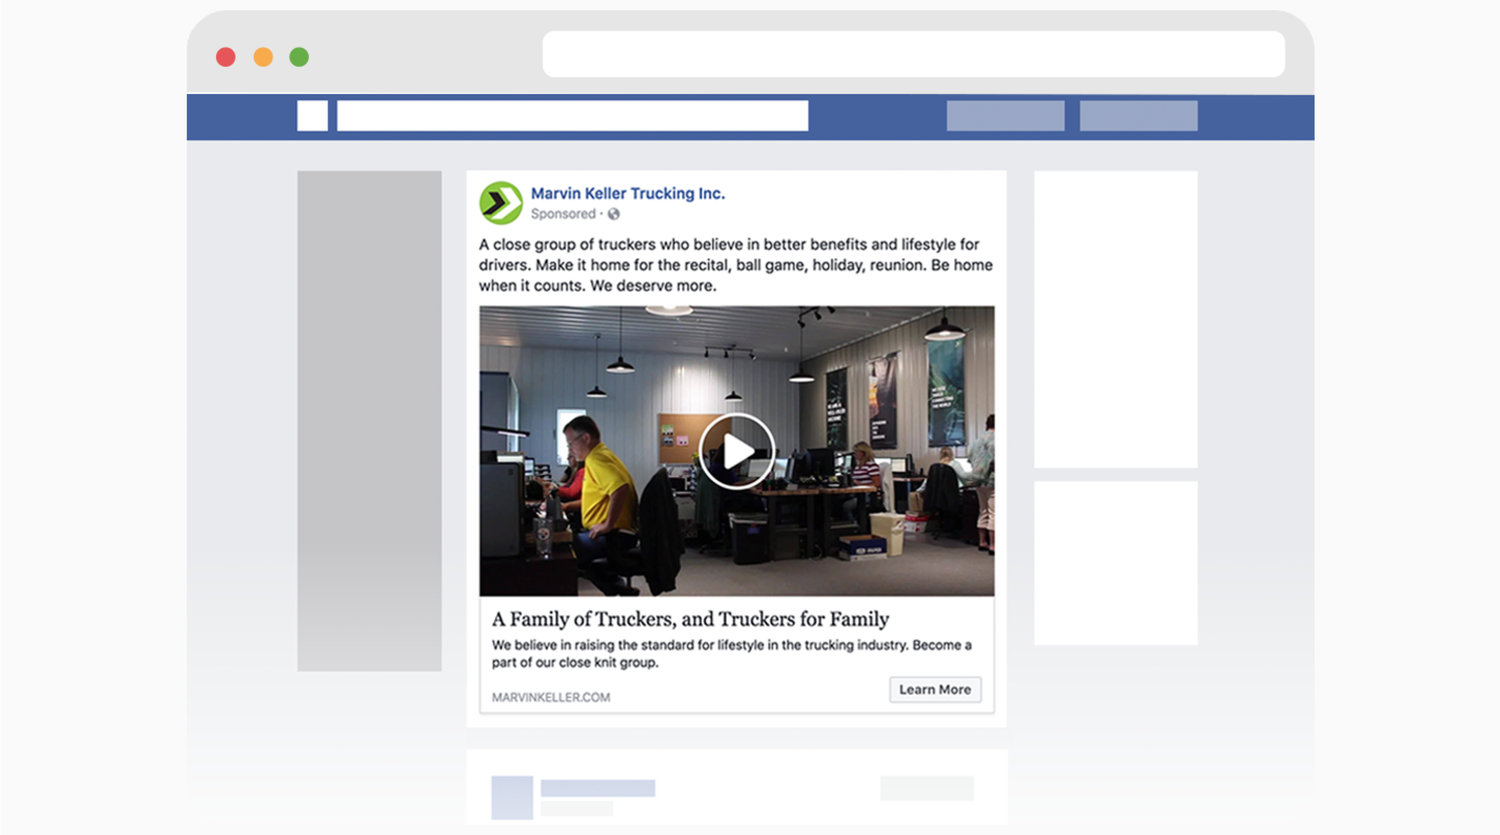 Marvin Keller Trucking Inc.
Sponsored ·
A close group of truckers who believe in better benefits and lifestyle for
drivers. Make it home for the recital, ball game, holiday, reunion. Be home
when it counts. We deserve more.
A Family of Truckers, and Truckers for Family
We believe in raising the standard for lifestyle in the trucking industry. Become a
part of our close knit group.
MARVINKELLER.COM
Learn More